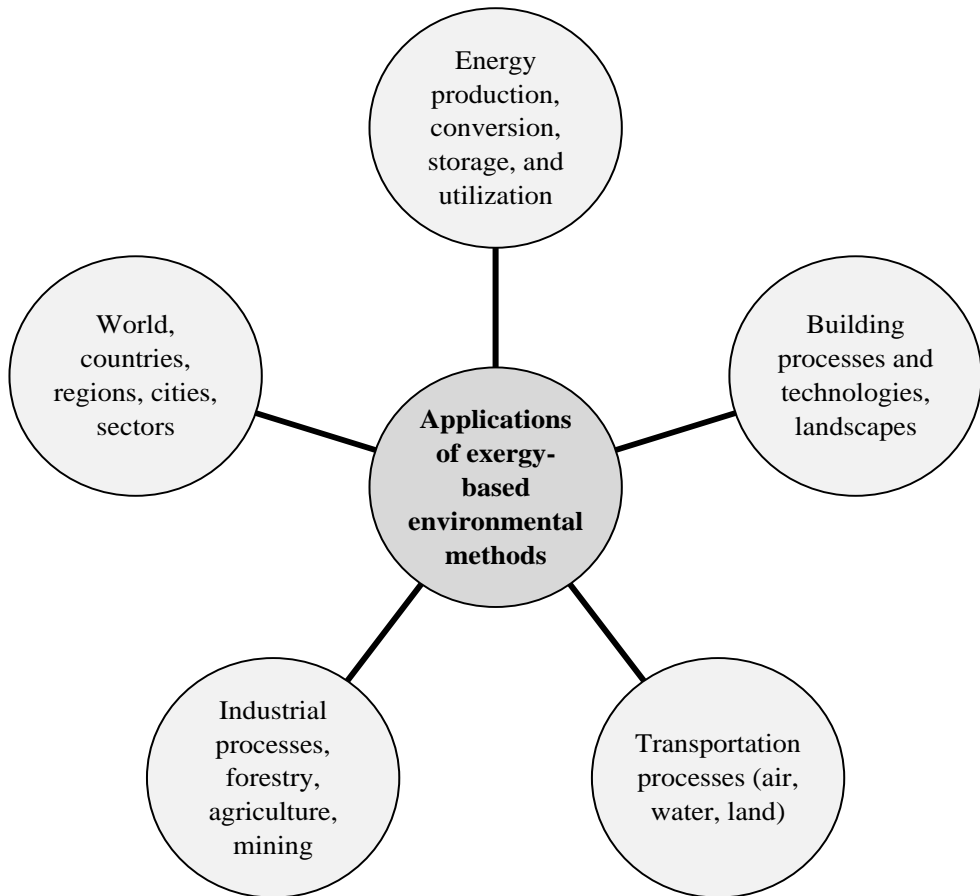 Energy
production,
conversion,
storage, and
utilization
World,
countries,
regions, cities,
sectors
Building
processes and
technologies,
landscapes
Applications
of exergy-
based
environmental
methods
Industrial
processes,
forestry,
agriculture,
mining
Transportation
processes (air,
water, land)